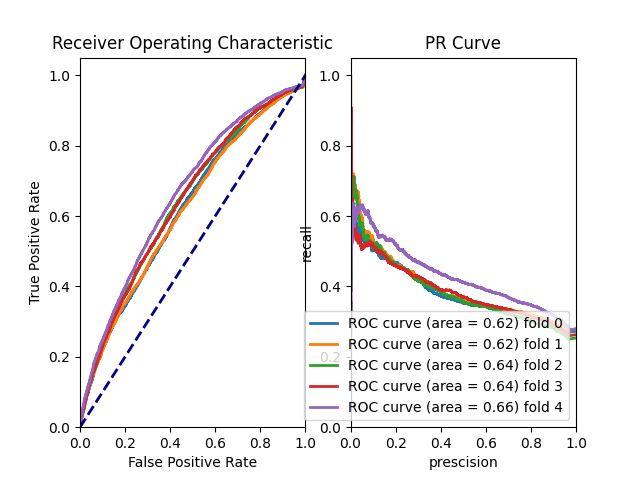 Receiver Operating Characteristic
1.0
0.8
0.6
0.4
0.2
0.0
True Positive Rate
0.0 0.2 0.4 0.6 0.8 1.0
False Positive Rate
PR Curve
1.0
0.8
0.6
0.4
0.2
0.0
recall
0.0 0.2 0.4 0.6 0.8 1.0
prescision
ROC curve (area = 0.62) fold 0
ROC curve (area = 0.62) fold 1
ROC curve (area = 0.64) fold 2
ROC curve (area = 0.64) fold 3
ROC curve (area = 0.66) fold 4